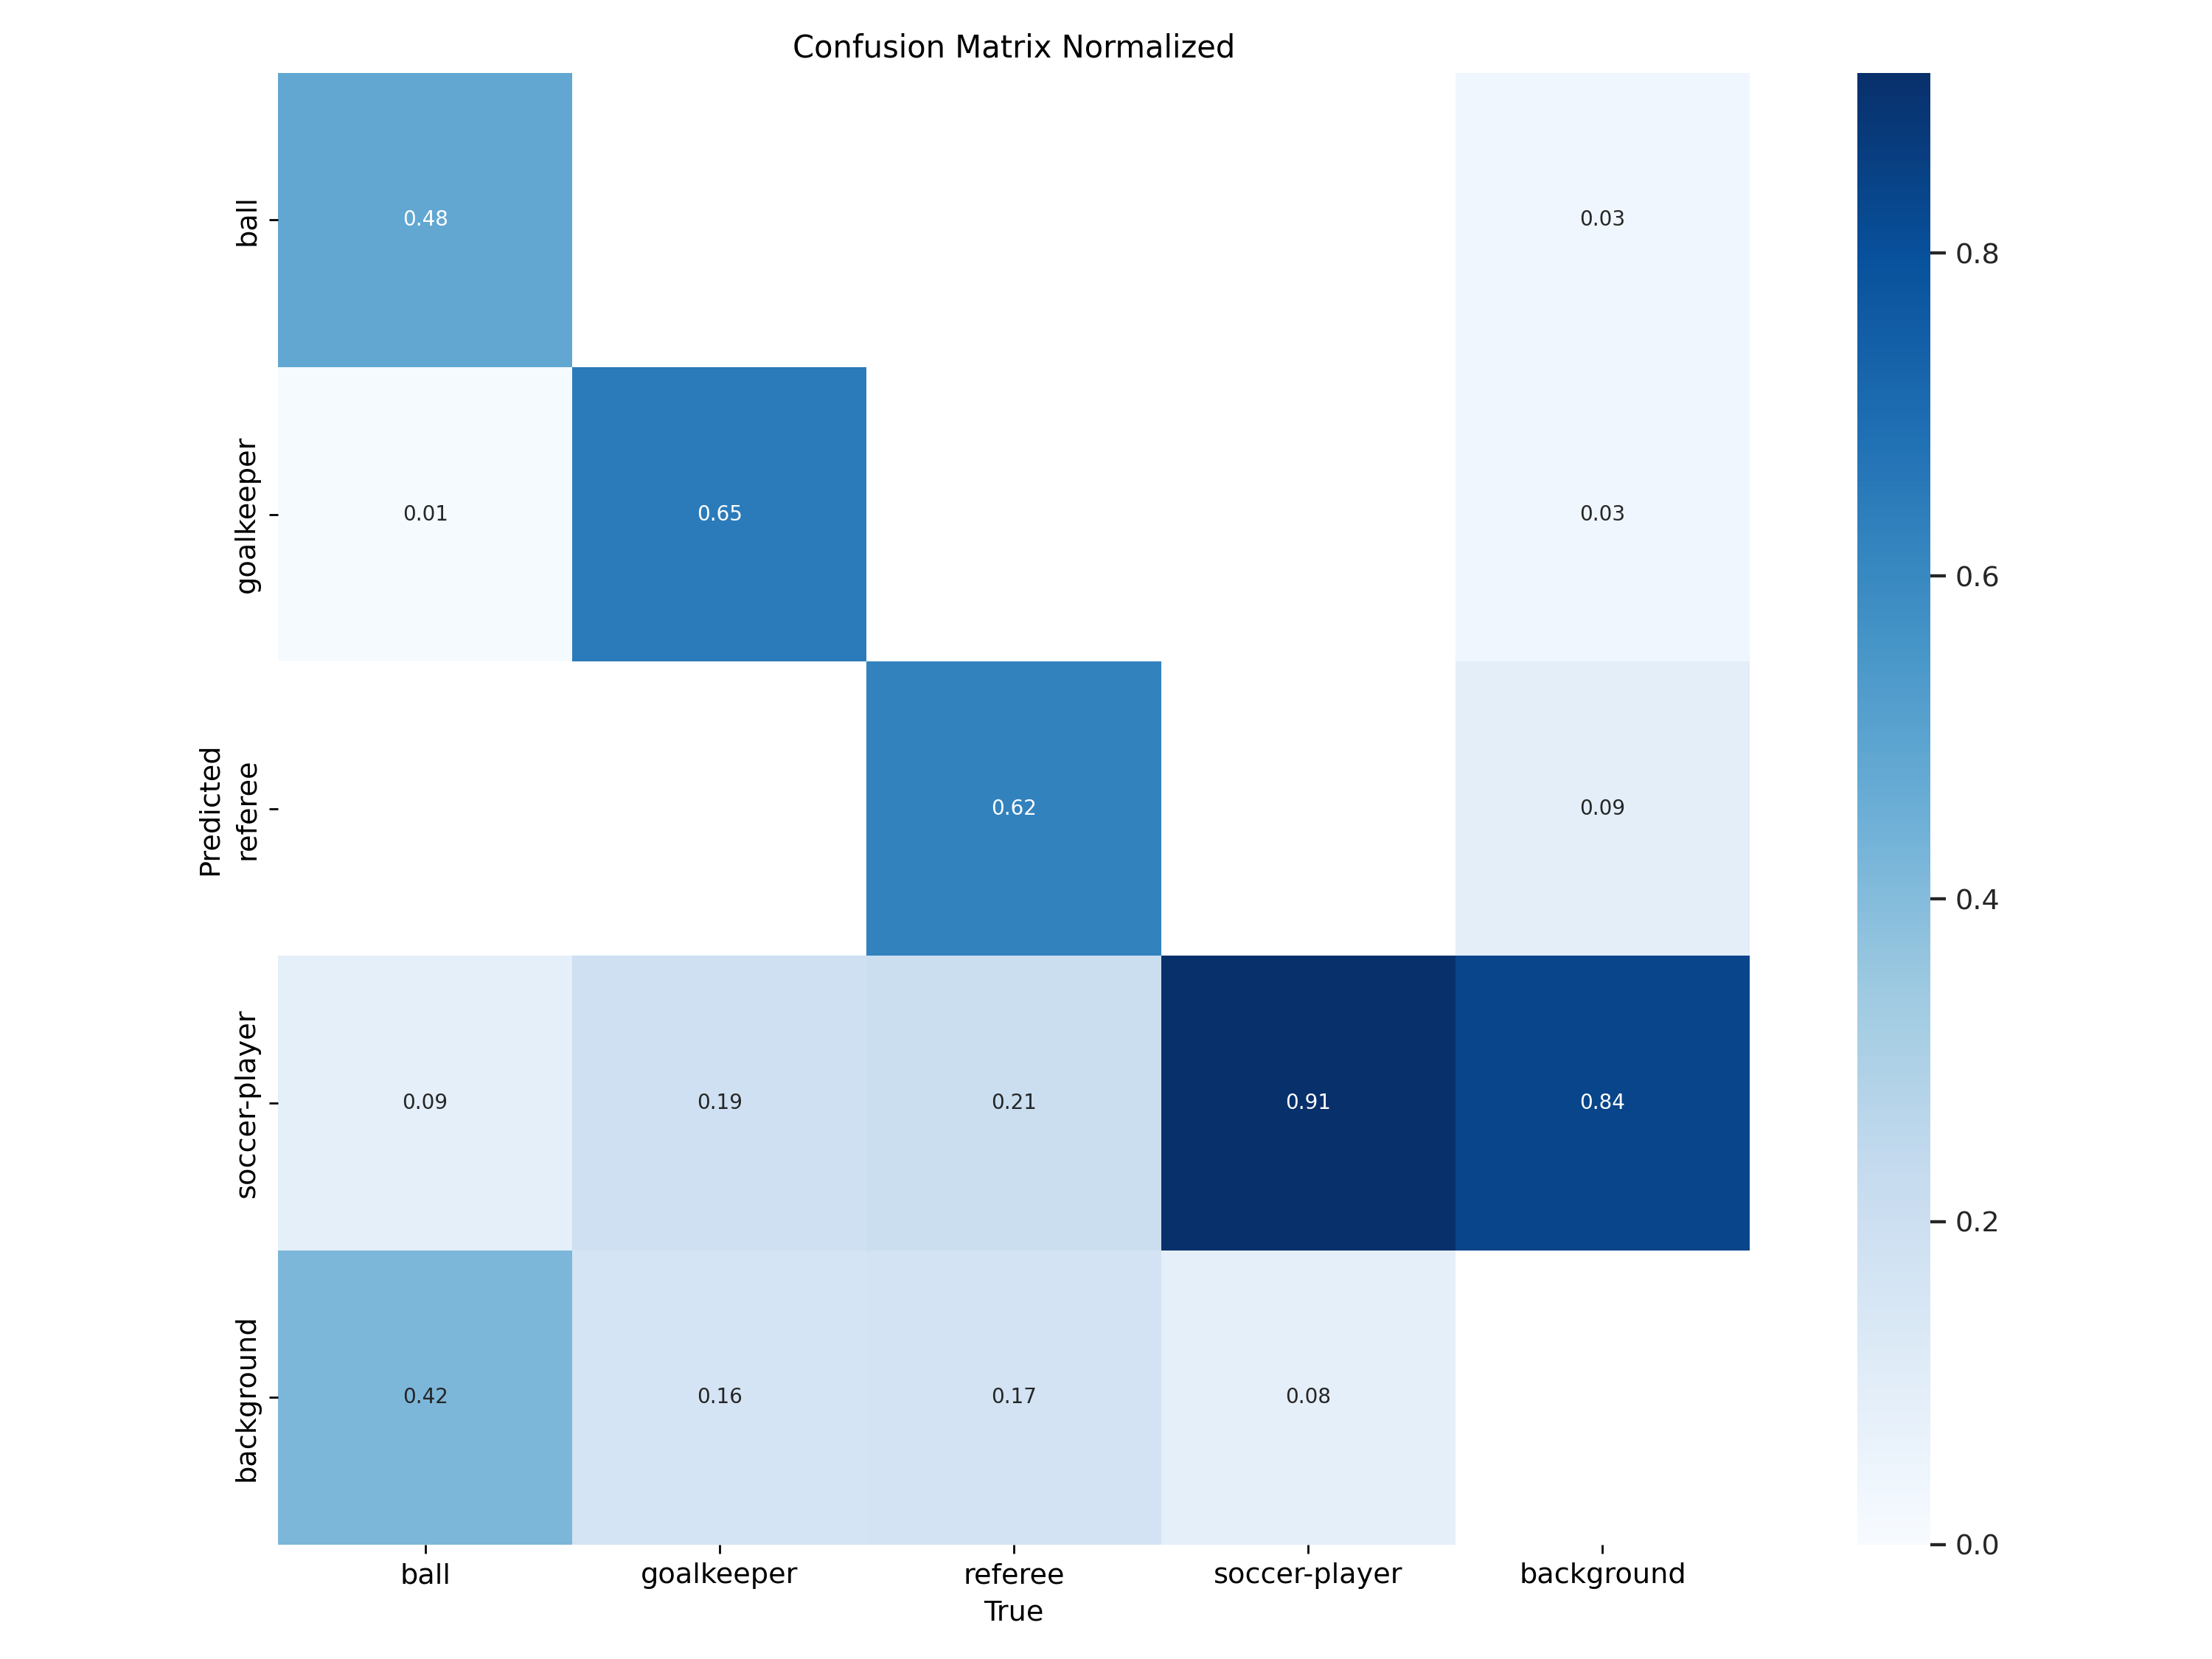 Confusion Matrix Normalized
ball
0.48
0.03
0.8
goalkeeper
0.01
0.65
0.03
0.6
Predicted
referee
0.62
0.09
0.4
soccer-player
0.09
0.19
0.21
0.91
0.84
0.2
background
0.42
0.16
0.17
0.08
0.0
ball
goalkeeper
referee
soccer-player
background
True